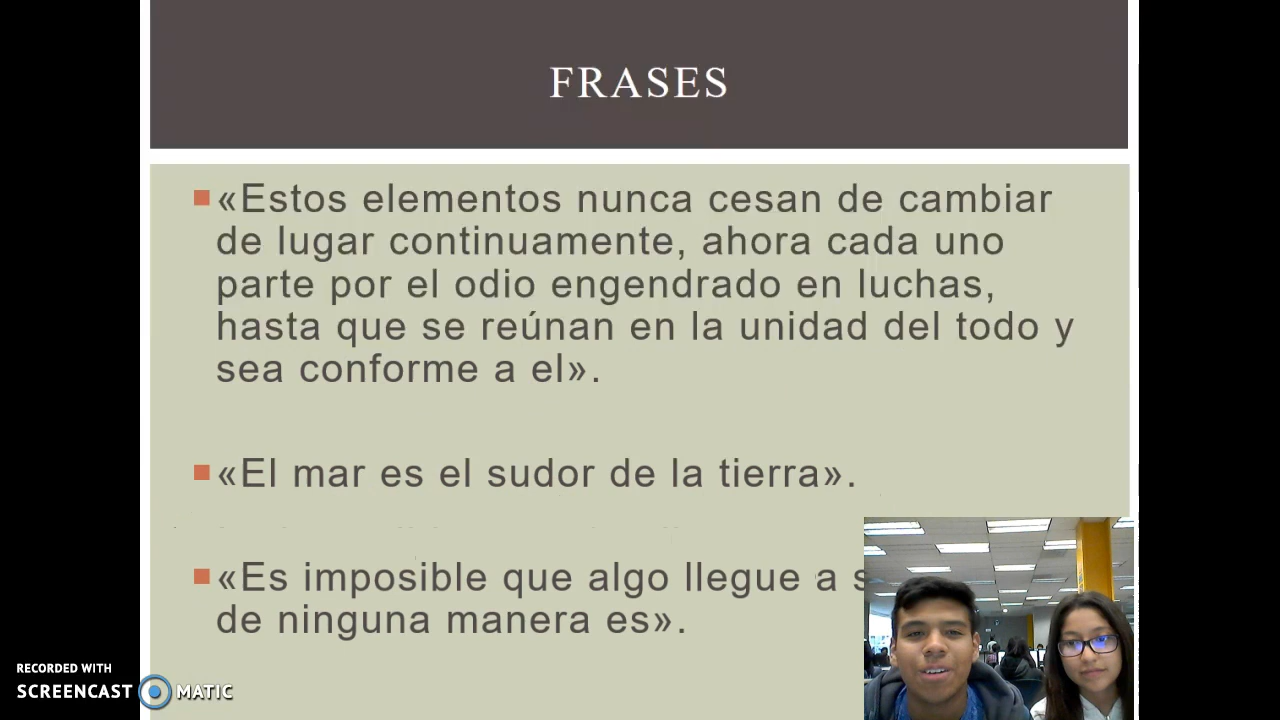 FRASES
«Estos elementos nunca cesan de cambiar
de lugar continuamente, ahora cada uno
parte por el odio engendrado en luchas,
hasta que se reúnan en la unidad del todo y
sea conforme a el».
«El mar es el sudor de la tierra».
«Es imposible que algo llegue a s
de ninguna manera es».
RECORDED WITH
SCREENCAST MATIC